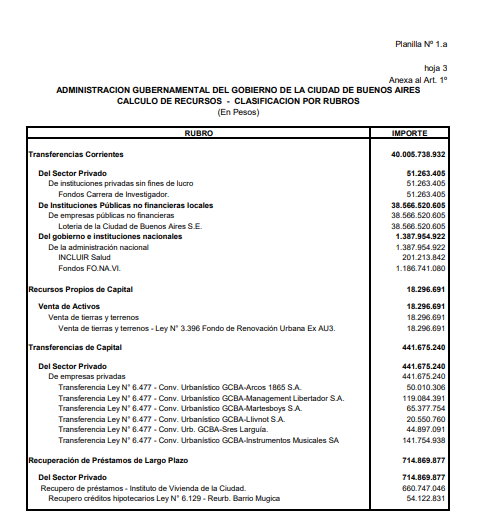 Planilla Nº 1.a
hoja 3
Anexa al Art. 1º
ADMINISTRACION GUBERNAMENTAL DEL GOBIERNO DE LA CIUDAD DE BUENOS AIRES
CALCULO DE RECURSOS - CLASIFICACION POR RUBROS
(En Pesos)
RUBRO IMPORTE
Transferencias Corrientes 40.005.738.932
Del Sector Privado 51.263.405
De instituciones privadas sin fines de lucro 51.263.405
Fondos Carrera de Investigador. 51.263.405
De Instituciones Públicas no financieras locales 38.566.520.605
De empresas públicas no financieras 38.566.520.605
Loteria de la Ciudad de Buenos Aires S.E. 38.566.520.605
Del gobierno e instituciones nacionales 1.387.954.922
De la administración nacional 1.387.954.922
INCLUIR Salud 201.213.842
Fondos FO.NA.VI. 1.186.741.080
Recursos Propios de Capital 18.296.691
Venta de Activos 18.296.691
Venta de tierras y terrenos 18.296.691
Venta de tierras y terrenos - Ley N° 3.396 Fondo de Renovación Urbana Ex AU3. 18.296.691
Transferencias de Capital 441.675.240
Del Sector Privado 441.675.240
De empresas privadas 441.675.240
Transferencia Ley N° 6.477 - Conv. Urbanístico GCBA-Arcos 1865 S.A. 50.010.306
Transferencia Ley N° 6.477 - Conv. Urbanístico GCBA-Management Libertador S.A. 119.084.391
Transferencia Ley N° 6.477 - Conv. Urbanístico GCBA-Martesboys S.A. 65.377.754
Transferencia Ley N° 6.477 - Conv. Urbanístico GCBA-Llivnot S.A. 20.550.760
Transferencia Ley N° 6.477 - Conv. Urb. GCBA-Sres Larguía. 44.897.091
Transferencia Ley N° 6.477 - Conv. Urbanístico GCBA-Instrumentos Musicales SA 141.754.938
Recuperación de Préstamos de Largo Plazo 714.869.877
Del Sector Privado 714.869.877
Recupero de préstamos - Instituto de Vivienda de la Ciudad. 660.747.046
Recupero créditos hipotecarios Ley N° 6.129 - Reurb. Barrio Mugica 54.122.831